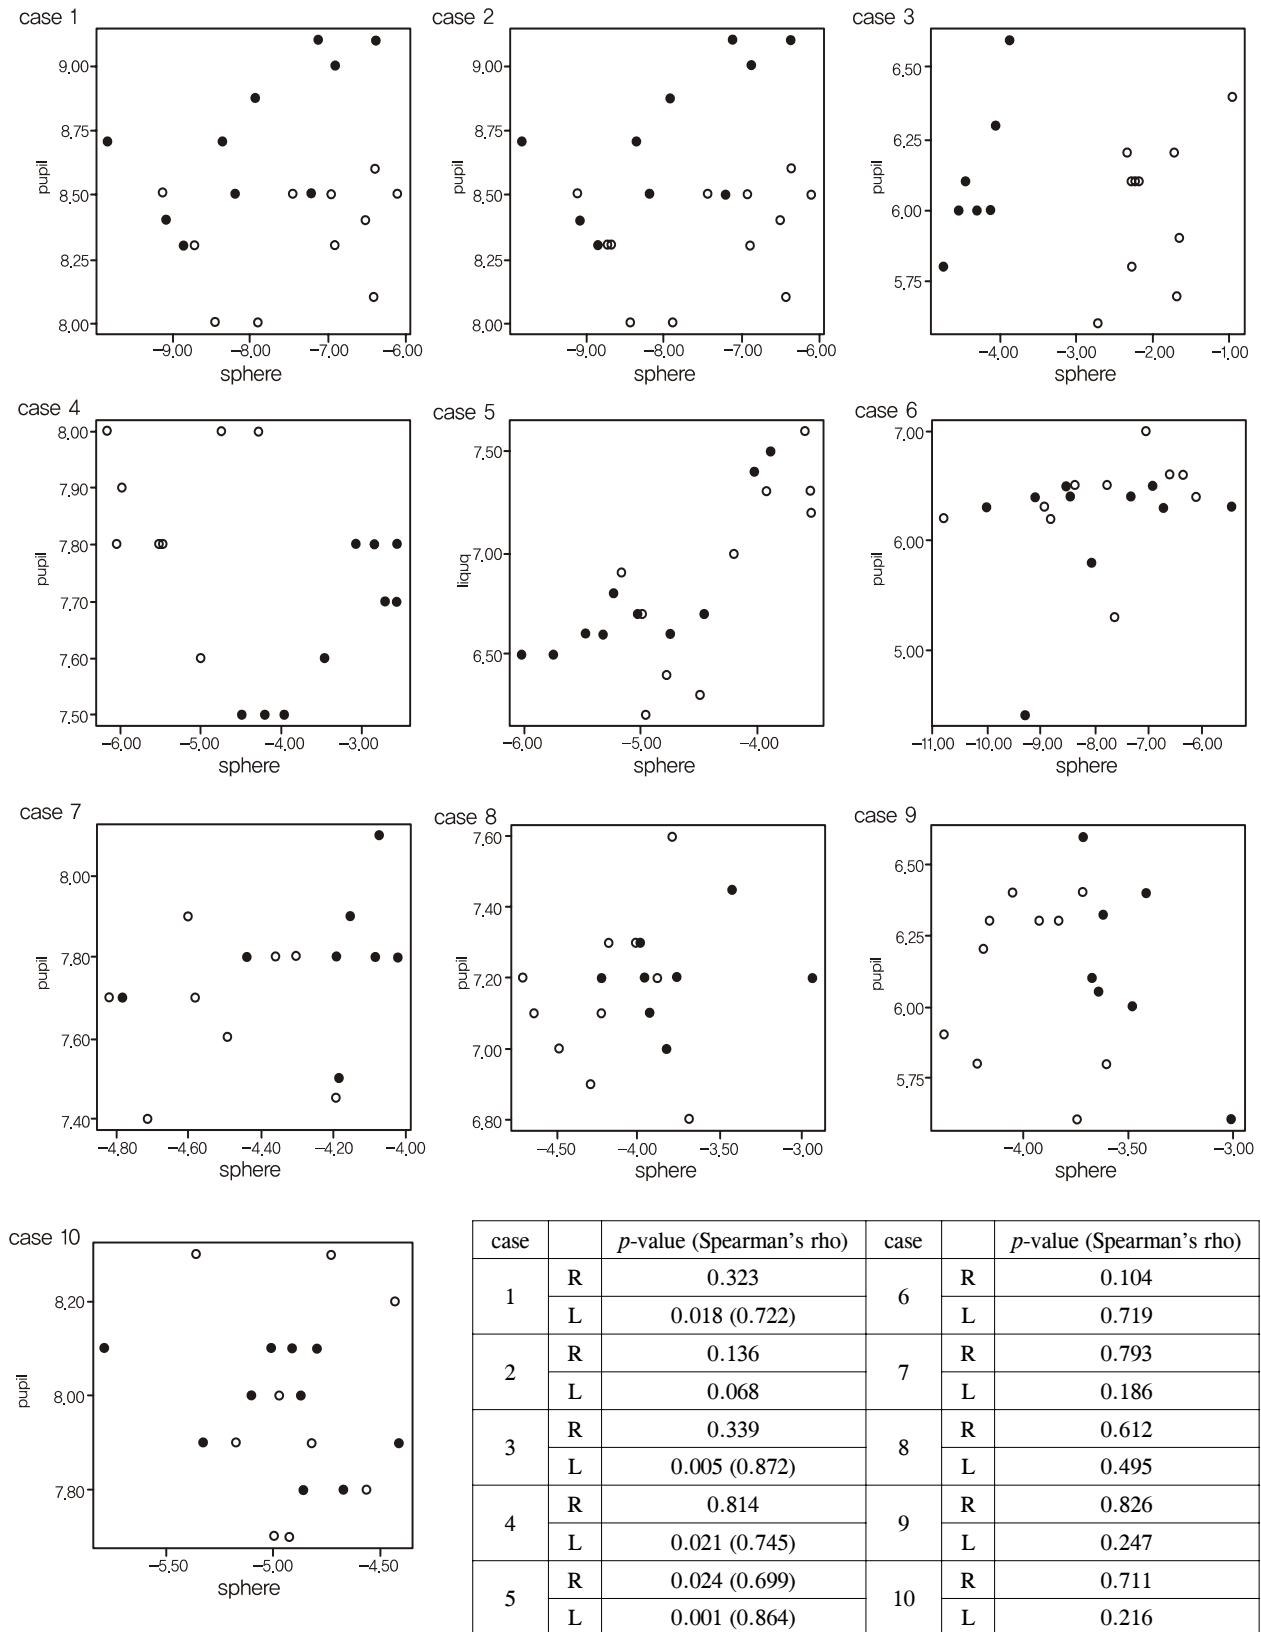 case 1
9.00
8.75
8.50
8.25
8.00
pupil
-9.00 -8.00 -7.00 -6.00
sphere
case 2
9.00
8.75
8.50
8.25
8.00
pupil
-9.00 -8.00 -7.00 -6.00
sphere
case 3
6.50
6.25
6.00
5.75
pupil
-4.00 -3.00 -2.00 -1.00
sphere
case 4
8.00
7.90
7.80
7.70
7.60
7.50
pupil
-6.00 -5.00 -4.00 -3.00
sphere
case 5
7.50
7.00
6.50
liquq
-6.00 -5.00 -4.00
sphere
case 6
7.00
6.00
5.00
pupil
-11.00 -10.00 -9.00 -8.00 -7.00 -6.00
sphere
case 7
8.00
7.80
7.60
7.40
pupil
-4.80 -4.60 -4.40 -4.20 -4.00
sphere
case 8
7.60
7.40
7.20
7.00
6.80
pupil
-4.50 -4.00 -3.50 -3.00
sphere
case 9
6.50
6.25
6.00
5.75
pupil
-4.00 -3.50 -3.00
sphere
case 10
8.20
8.00
7.80
pupil
-5.50 -5.00 -4.50
sphere
case p-value (Spearman's rho) case p-value (Spearman's rho)
1 R 0.323 6 R 0.104
L 0.018 (0.722) L 0.719
2 R 0.136 7 R 0.793
L 0.068 L 0.186
3 R 0.339 8 R 0.612
L 0.005 (0.872) L 0.495
4 R 0.814 9 R 0.826
L 0.021 (0.745) L 0.247
5 R 0.024 (0.699) 10 R 0.711
L 0.001 (0.864) L 0.216